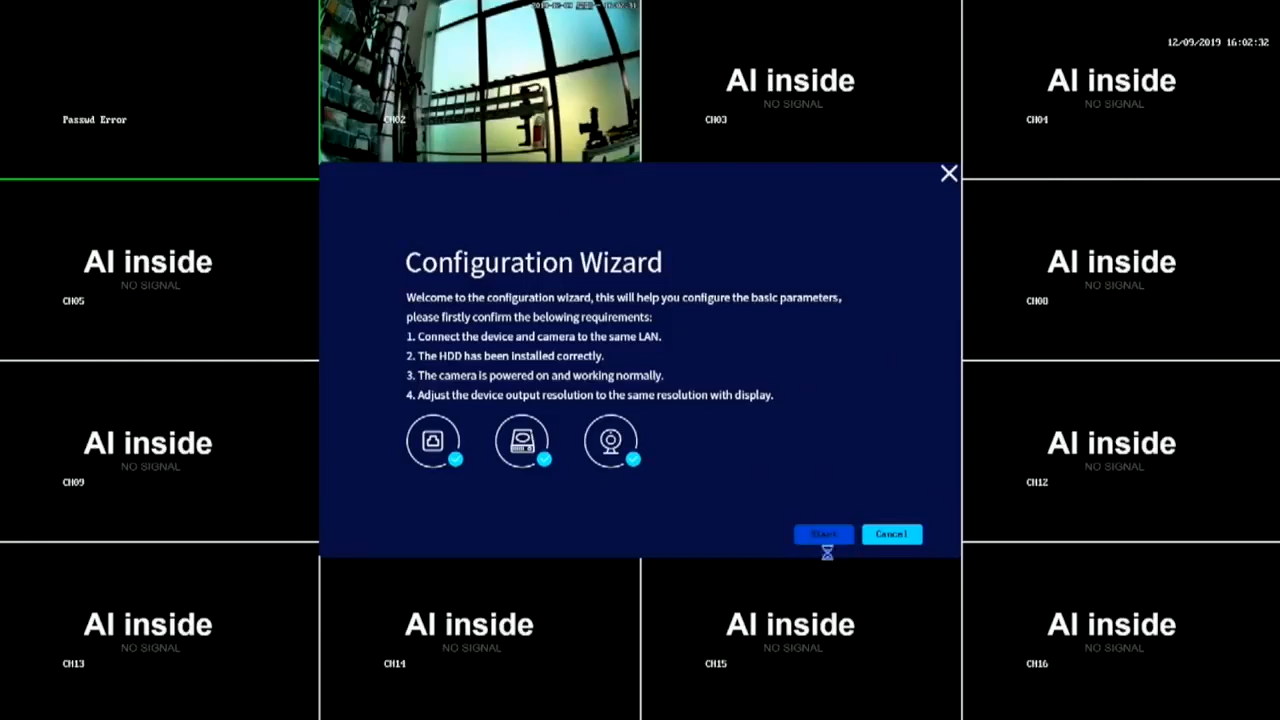 12/09/2019 16:02:32
Passwd Error
CH02
AI inside
NO SIGNAL
CH03
AI inside
NO SIGNAL
CH04
AI inside
NO SIGNAL
CH05
Configuration Wizard
Welcome to the configuration wizard, this will help you configure the basic parameters,
please firstly confirm the belowing requirements:
1. Connect the device and camera to the same LAN.
2. The HDD has been installed correctly.
3. The camera is powered on and working normally.
4. Adjust the device output resolution to the same resolution with display.
Start
Cancel
AI inside
NO SIGNAL
CH08
AI inside
NO SIGNAL
CH09
AI inside
NO SIGNAL
CH12
AI inside
NO SIGNAL
CH13
AI inside
NO SIGNAL
CH14
AI inside
NO SIGNAL
CH15
AI inside
NO SIGNAL
CH16